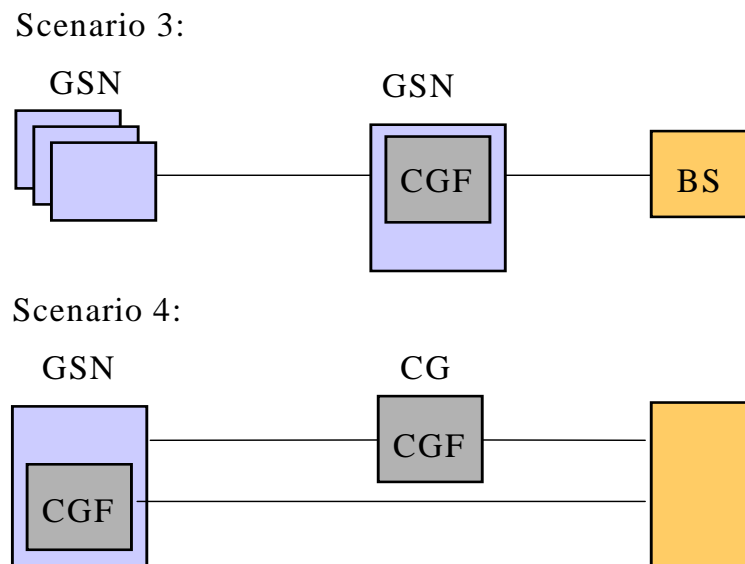 Scenario 3:
GSN
GSN
CGF
BS
Scenario 4:
GSN
CG
CGF
CGF